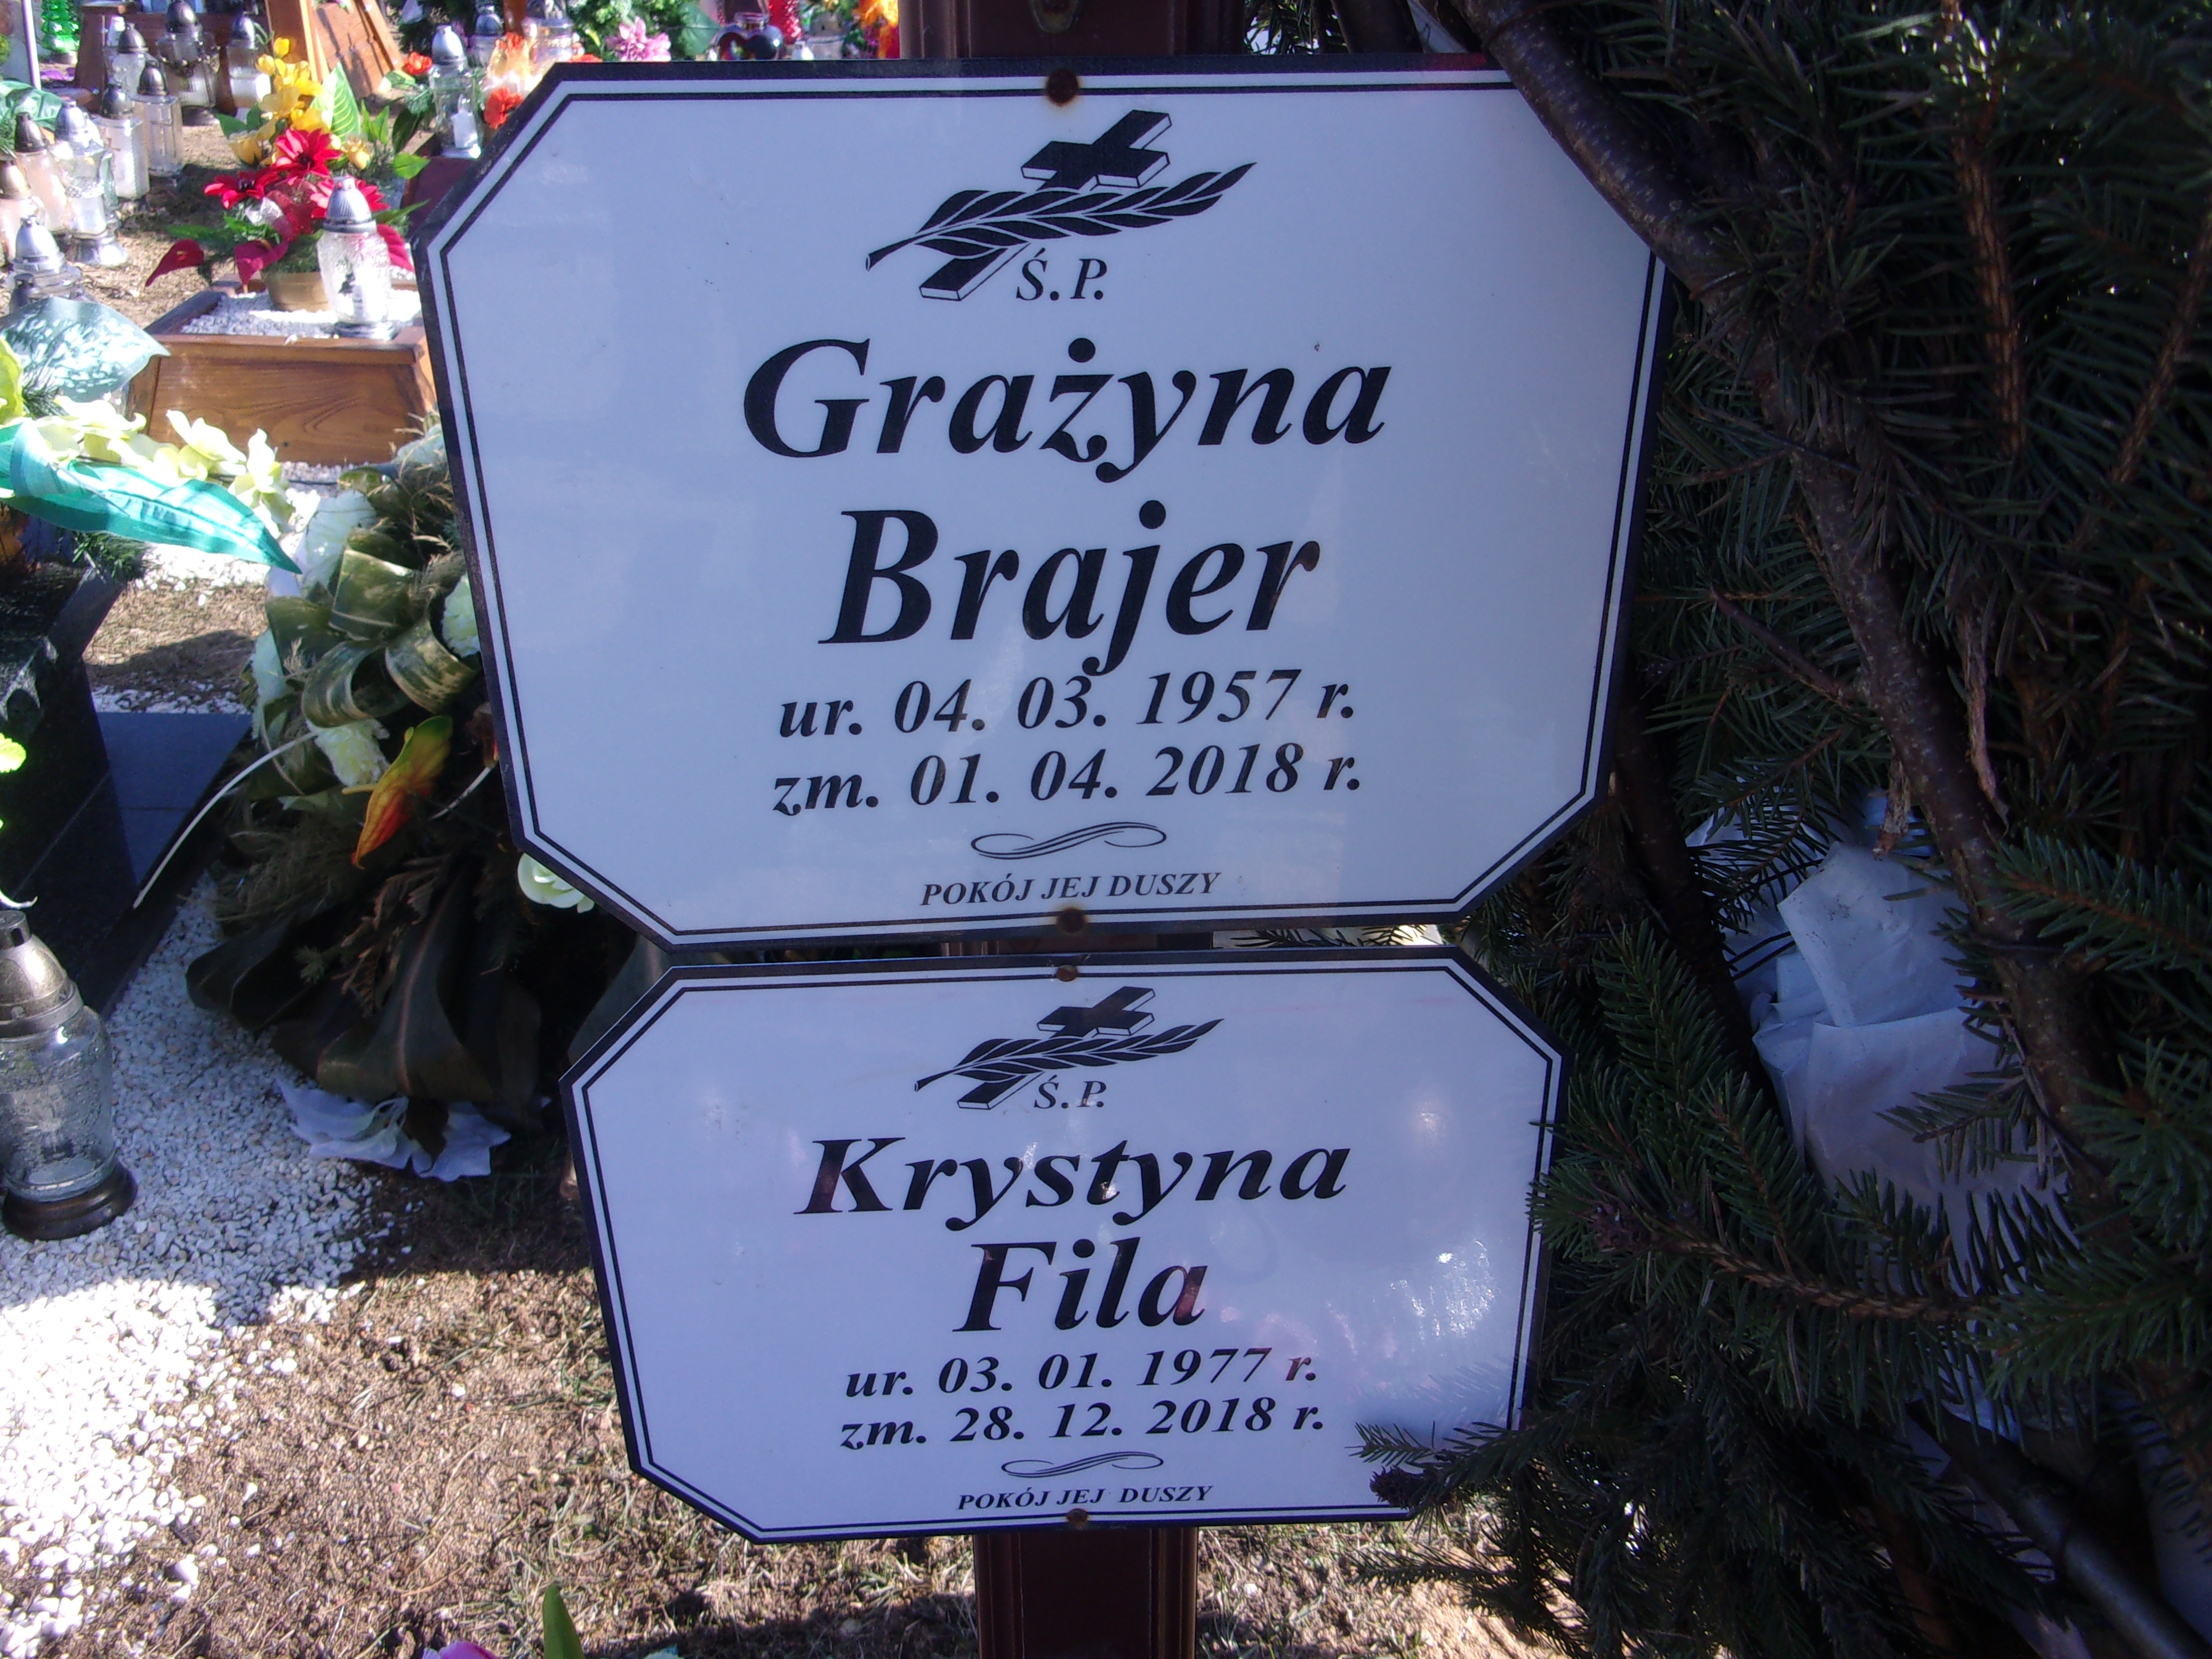 Ś. P.
Grażyna
Brajer
ur. 04. 03. 1957 r.
zm. 01. 04. 2018 r.
POKÓJ JEJ DUSZY
Ś. P.
Krystyna
Fila
ur. 03. 01. 1977 r.
zm. 28. 12. 2018 r.
POKÓJ JEJ DUSZY